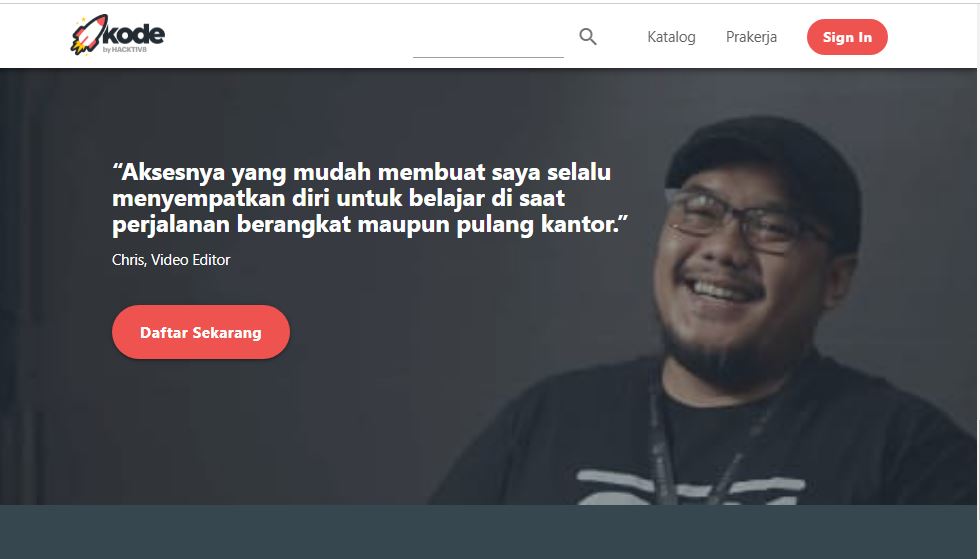 kode
by HACKTIV8
Katalog
Prakerja
Sign In
“Aksesnya yang mudah membuat saya selalu
menyempatkan diri untuk belajar di saat
perjalanan berangkat maupun pulang kantor.”
Chris, Video Editor
Daftar Sekarang